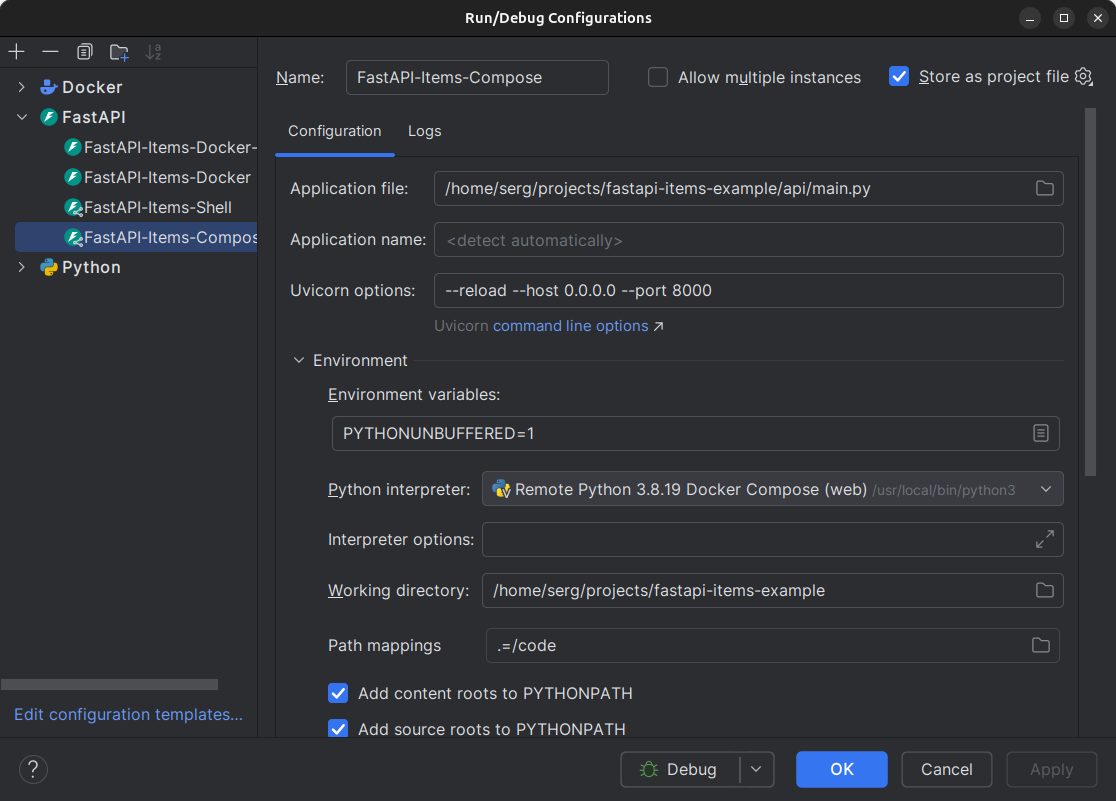 Run/Debug Configurations
Docker
FastAPI
FastAPI-Items-Docker-
FastAPI-Items-Docker
FastAPI-Items-Shell
FastAPI-Items-Compos
Python
Edit configuration templates...
Name: FastAPI-Items-Compose Allow multiple instances Store as project file
Configuration Logs
Application file: /home/serg/projects/fastapi-items-example/api/main.py
Application name: <detect automatically>
Uvicorn options: --reload --host 0.0.0.0 --port 8000
Uvicorn command line options ↗
Environment
Environment variables:
PYTHONUNBUFFERED=1
Python interpreter: Remote Python 3.8.19 Docker Compose (web) /usr/local/bin/python3
Interpreter options:
Working directory: /home/serg/projects/fastapi-items-example
Path mappings .=/code
Add content roots to PYTHONPATH
Add source roots to PYTHONPATH
? Debug OK Cancel Apply